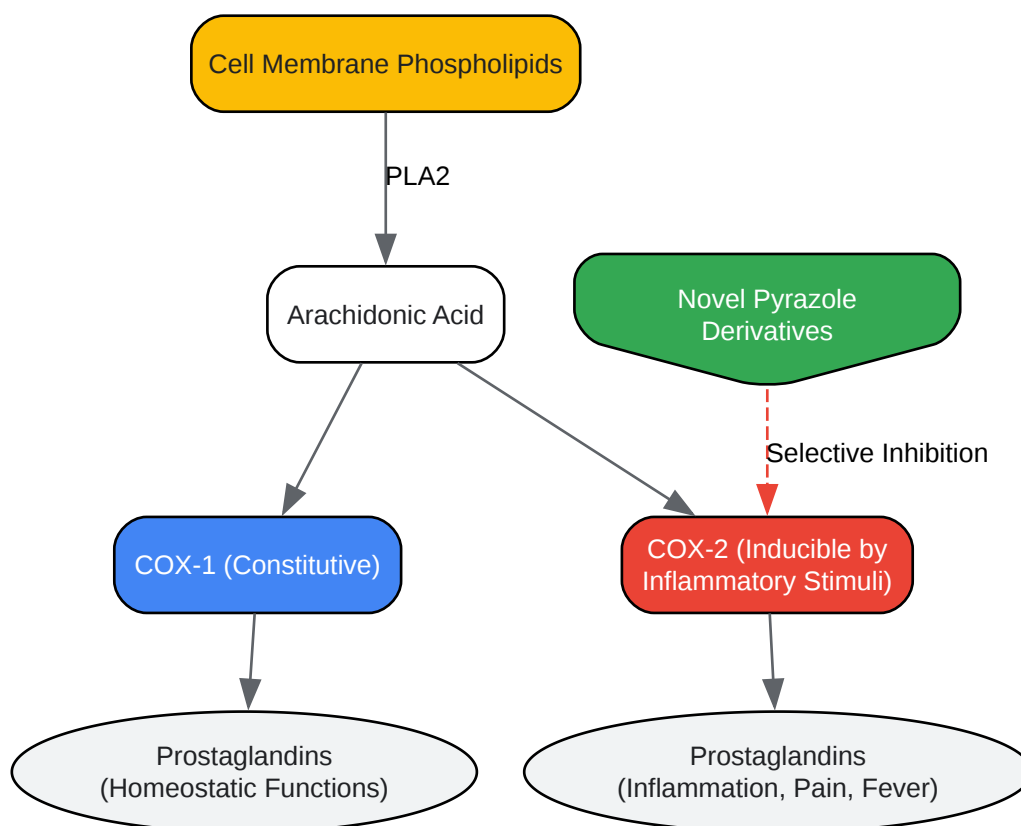 Cell Membrane Phospholipids
PLA2
Arachidonic Acid
Novel Pyrazole
Derivatives
Selective Inhibition
COX-1 (Constitutive)
COX-2 (Inducible by
Inflammatory Stimuli)
Prostaglandins
(Homeostatic Functions)
Prostaglandins
(Inflammation, Pain, Fever)